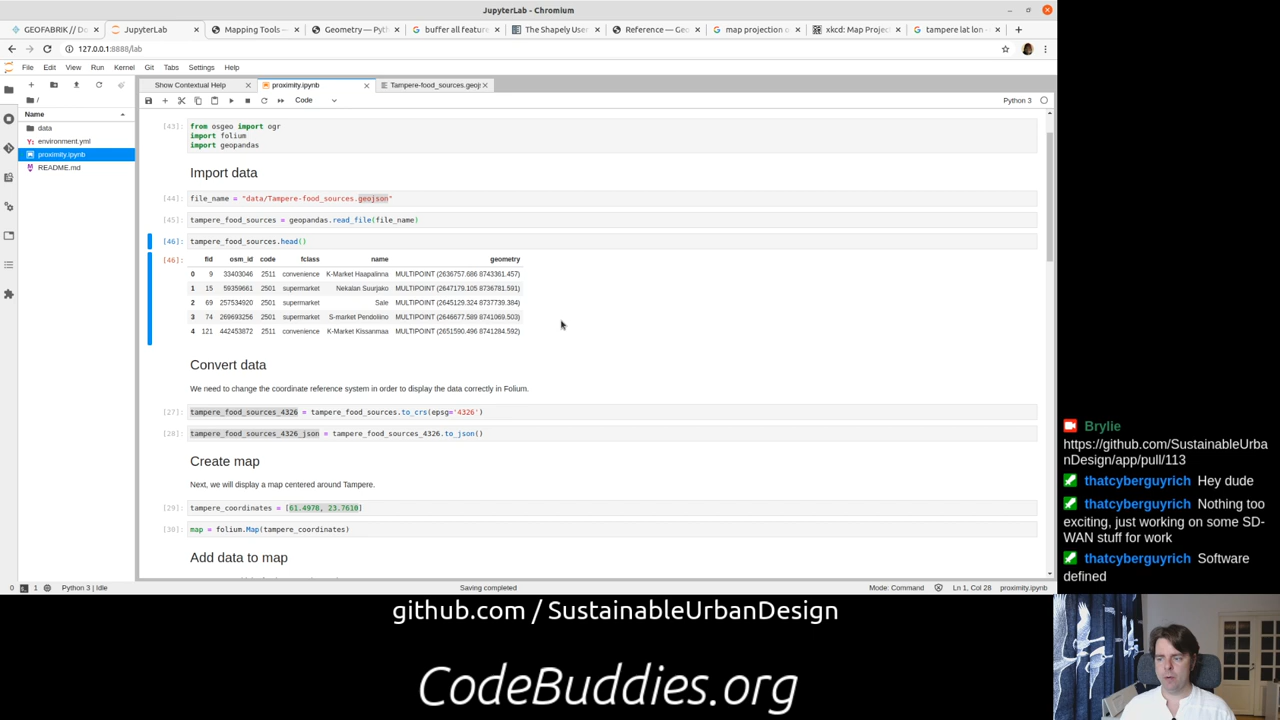 JupyterLab - Chromium
GEOFABRIK // Do
JupyterLab
Mapping Tools —
Geometry — Pyth
buffer all feature
The Shapely User
Reference — Geo
map projection o
xkcd: Map Project
tampere lat lon -
127.0.0.1:8888/lab
File Edit View Run Kernel Git Tabs Settings Help
Show Contextual Help
proximity.ipynb
Tampere-food_sources.geoj
Code
Python 3
/
Name
data
environment.yml
proximity.ipynb
README.md
[43]: from osgeo import ogr
import folium
import geopandas
Import data
[44]: file_name = "data/Tampere-food_sources.geojson"
[45]: tampere_food_sources = geopandas.read_file(file_name)
[46]: tampere_food_sources.head()
[46]: fid osm_id code fclass name geometry
0 9 33403046 2511 convenience K-Market Haapalinna MULTIPOINT (2636757.686 8743361.457)
1 15 59359661 2501 supermarket Nekalan Suurjako MULTIPOINT (2647179.105 8736781.591)
2 69 257534920 2501 supermarket Sale MULTIPOINT (2645129.324 8737739.384)
3 74 269693256 2501 supermarket S-market Pendoliino MULTIPOINT (2646677.589 8741069.503)
4 121 442453872 2511 convenience K-Market Kissanmaa MULTIPOINT (2651590.496 8741284.592)
Convert data
We need to change the coordinate reference system in order to display the data correctly in Folium.
[27]: tampere_food_sources_4326 = tampere_food_sources.to_crs(epsg='4326')
[28]: tampere_food_sources_4326_json = tampere_food_sources_4326.to_json()
Create map
Next, we will display a map centered around Tampere.
[29]: tampere_coordinates = [61.4978, 23.7610]
[30]: map = folium.Map(tampere_coordinates)
Add data to map
0 1 Python 3 | Idle
Saving completed
Mode: Command
Ln 1, Col 28
proximity.ipynb
Brylie
https://github.com/SustainableUrba
nDesign/app/pull/113
thatcyberguyrich Hey dude
thatcyberguyrich Nothing too
exciting, just working on some SD-
WAN stuff for work
thatcyberguyrich Software
defined
github.com / SustainableUrbanDesign
CodeBuddies.org